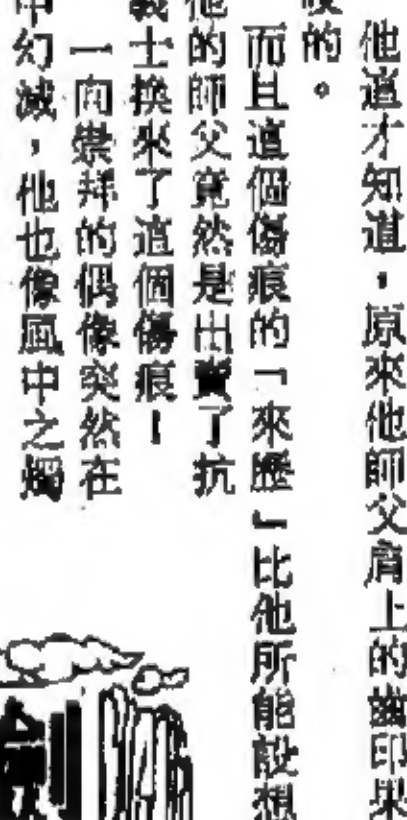 他這才知道，原來他師父肩上的齒印果
的。
而且這個傷痕的「來歷」比他所能設想
他的師父竟然是出賣了抗
義士換來了這個傷痕！
一向崇拜的偶像突然在
中幻滅，他也像風中之燭
劍